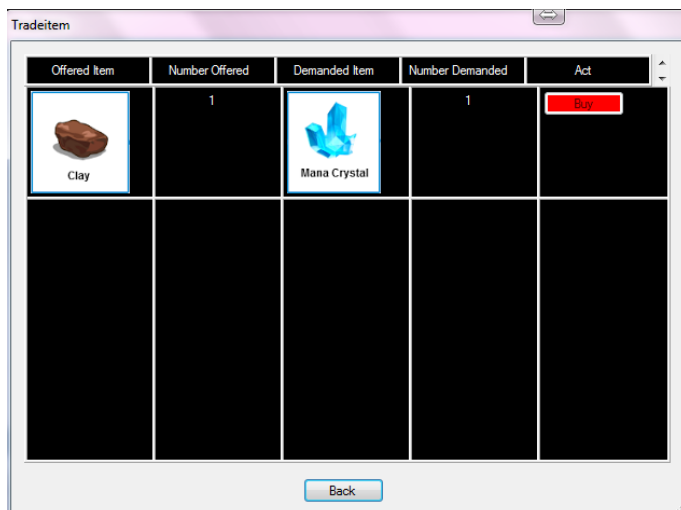 Tradeitem
Offered Item Number Offered Demanded Item Number Demanded Act
1 1 Buy
Clay Mana Crystal
Back